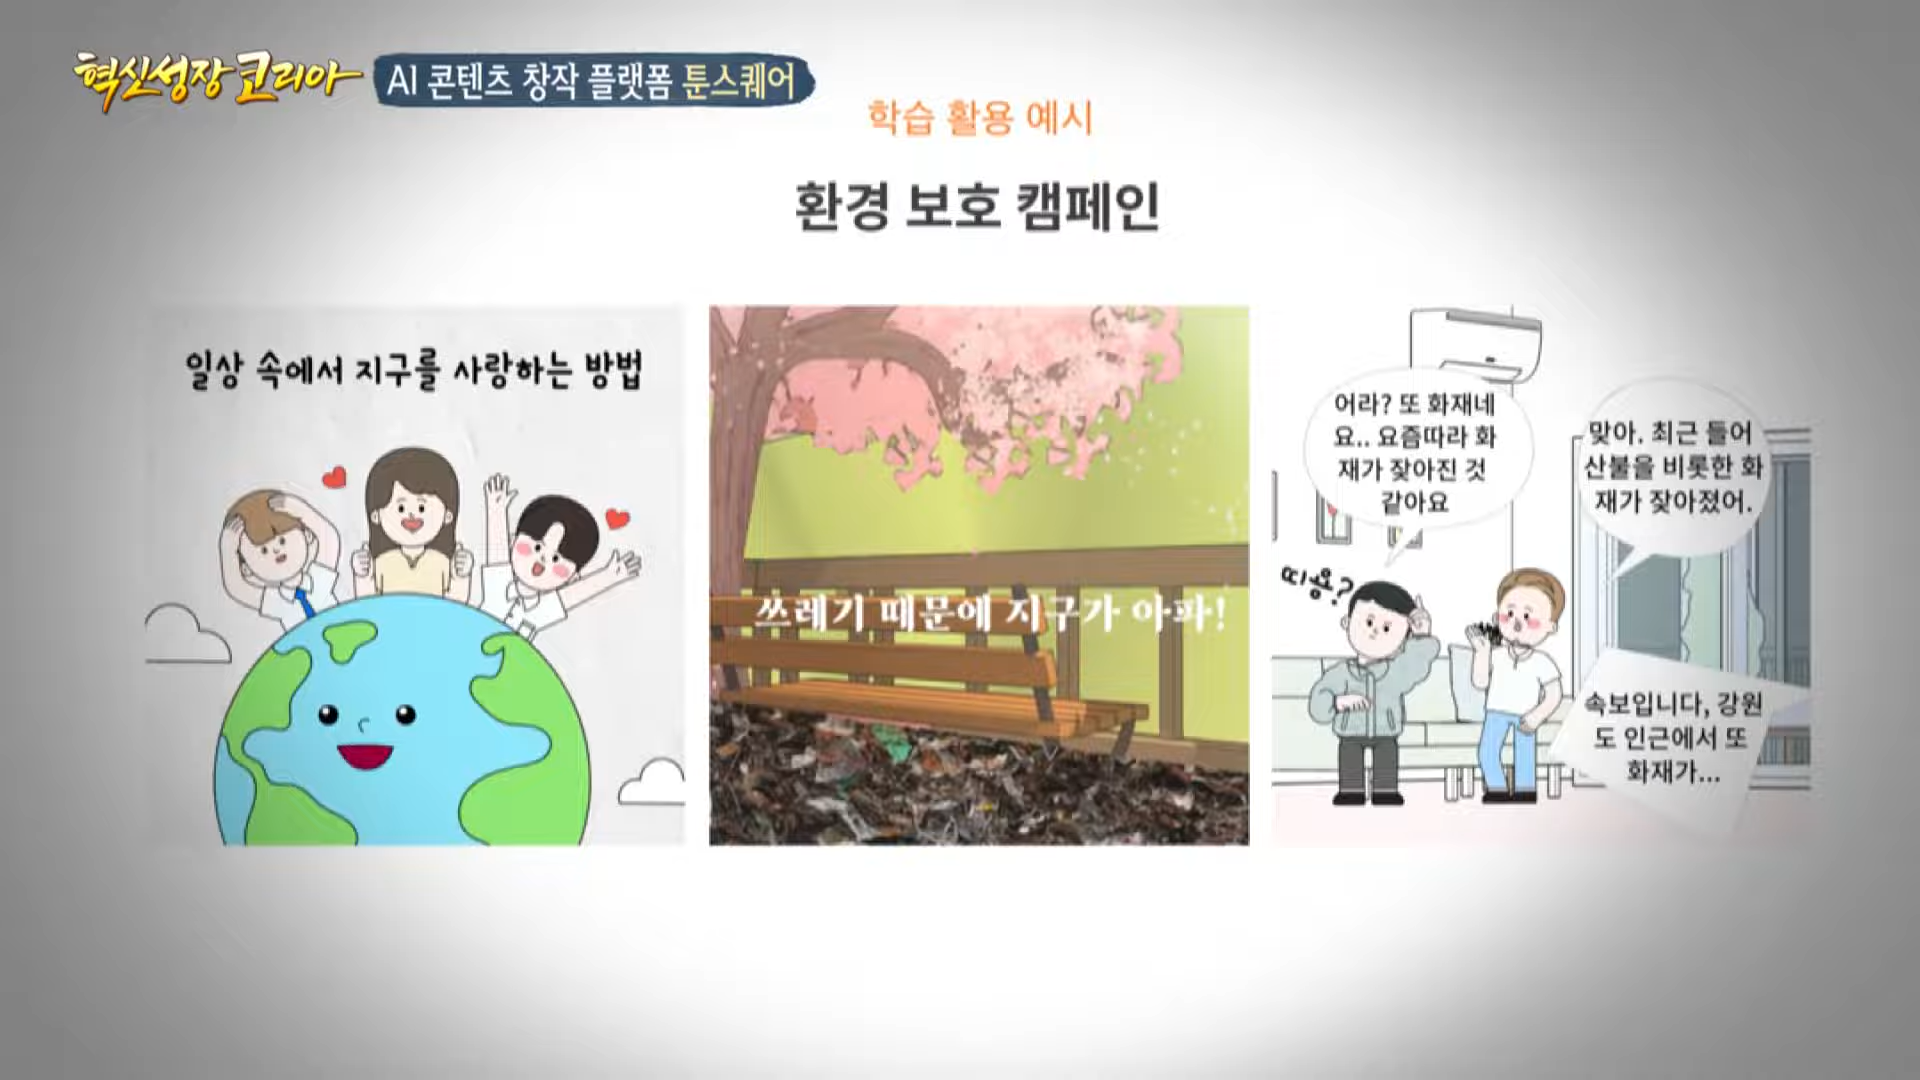 혁신성장 코리아
AI 콘텐츠 창작 플랫폼 툰스퀘어
학습 활용 예시
환경 보호 캠페인
일상 속에서 지구를 사랑하는 방법
쓰레기 때문에 지구가 아파!
어라? 또 화재네
요.. 요즘따라 화
재가 잦아진 것
같아요
맞아. 최근 들어
산불을 비롯한 화
재가 잦아졌어.
띠용?
속보입니다, 강원
도 인근에서 또
화재가...